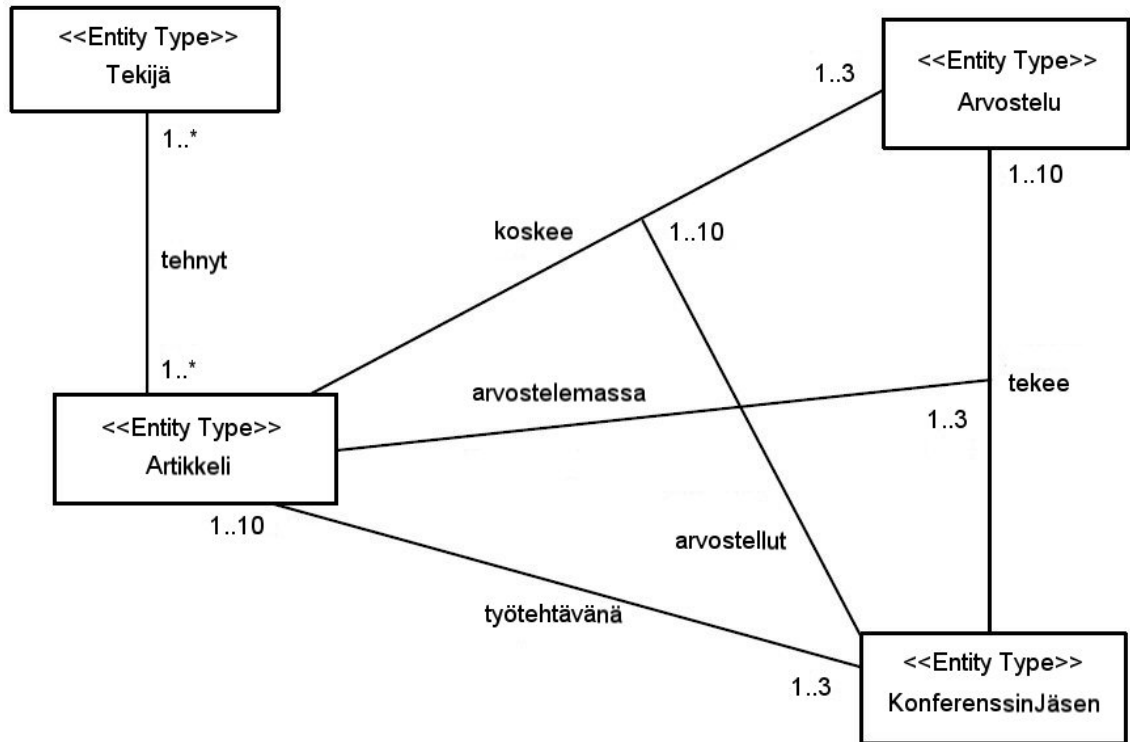 <<Entity Type>>
Tekijä
1..*
tehnyt
1..*
<<Entity Type>>
Arvostelu
1..3
1..10
koskee
1..10
<<Entity Type>>
Artikkeli
arvostelemassa
tekee
1..3
1..10
arvostellut
työtehtävänä
1..3
<<Entity Type>>
KonferenssinJäsen